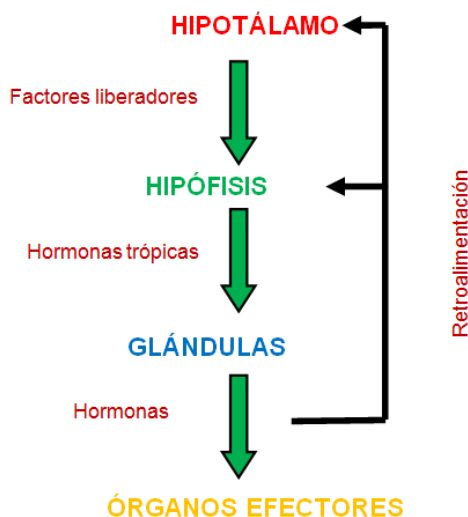 HIPOTÁLAMO
Factores liberadores
HIPÓFISIS
Hormonas trópicas
Retroalimentación
GLÁNDULAS
Hormonas
ÓRGANOS EFECTORES